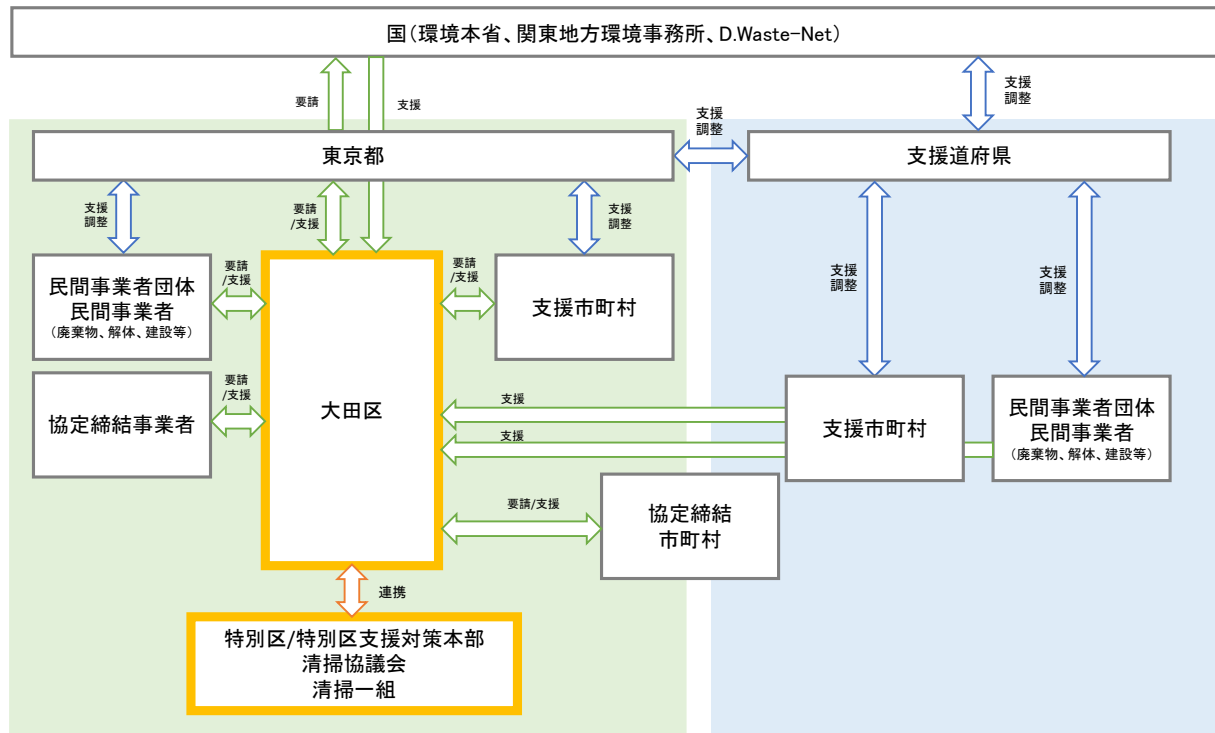 国(環境本省、関東地方環境事務所、D.Waste-Net)
要請
支援
支援
調整
東京都
支援
調整
支援道府県
支援
調整
要請
/支援
支援
調整
民間事業者団体
民間事業者
(廃棄物、解体、建設等)
要請
/支援
大田区
要請
/支援
支援市町村
支援
調整
支援
調整
協定締結事業者
要請
/支援
支援
支援
支援市町村
民間事業者団体
民間事業者
(廃棄物、解体、建設等)
要請/支援
協定締結
市町村
連携
特別区/特別区支援対策本部
清掃協議会
清掃一組